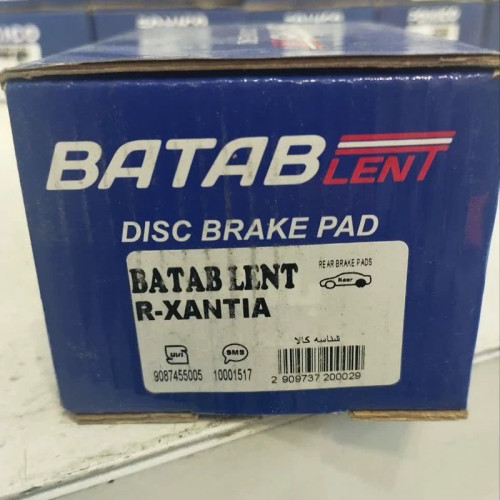 BATAB LENT
DISC BRAKE PAD
BATAB LENT
R-XANTIA
REAR BRAKE PADS
Rear
شناسه کالا
SMS
9087455005
10001517
2 909737 200029